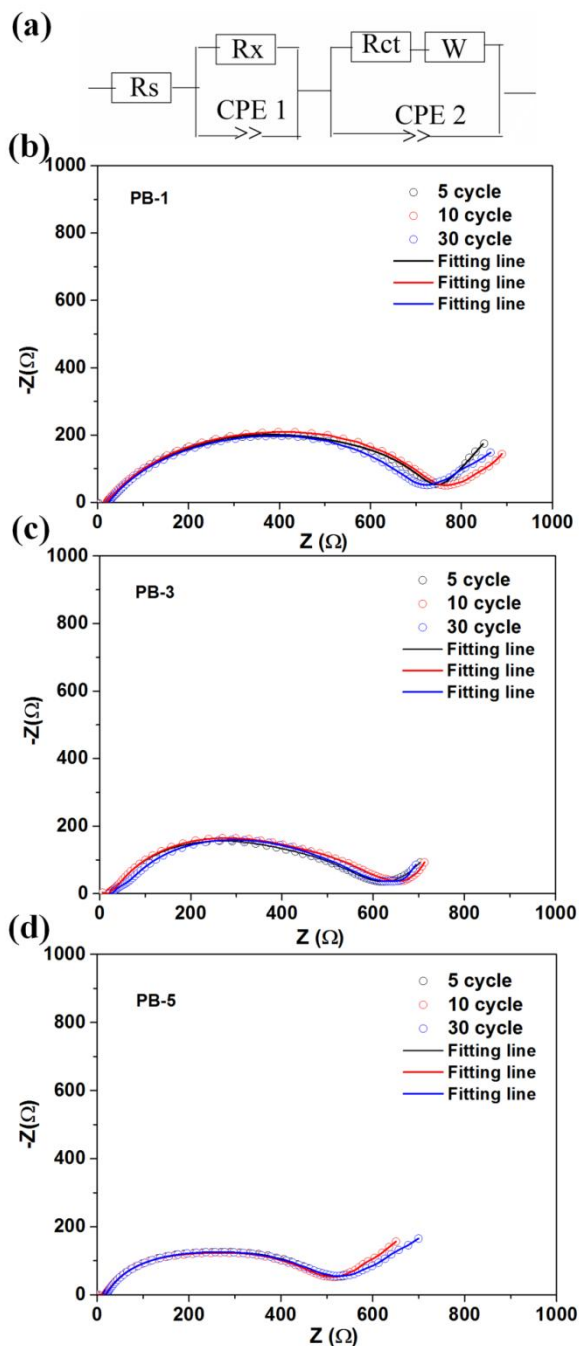 (a)
Rx
Rct
W
Rs
CPE 1
CPE 2
(b)
1000
PB-1
5 cycle
10 cycle
30 cycle
Fitting line
Fitting line
Fitting line
800
600
400
200
0
-Z(Ω)
0 200 400 600 800 1000
Z (Ω)
(c)
1000
PB-3
5 cycle
10 cycle
30 cycle
Fitting line
Fitting line
Fitting line
800
600
400
200
0
-Z(Ω)
0 200 400 600 800 1000
Z (Ω)
(d)
1000
PB-5
5 cycle
10 cycle
30 cycle
Fitting line
Fitting line
Fitting line
800
600
400
200
0
-Z(Ω)
0 200 400 600 800 1000
Z (Ω)